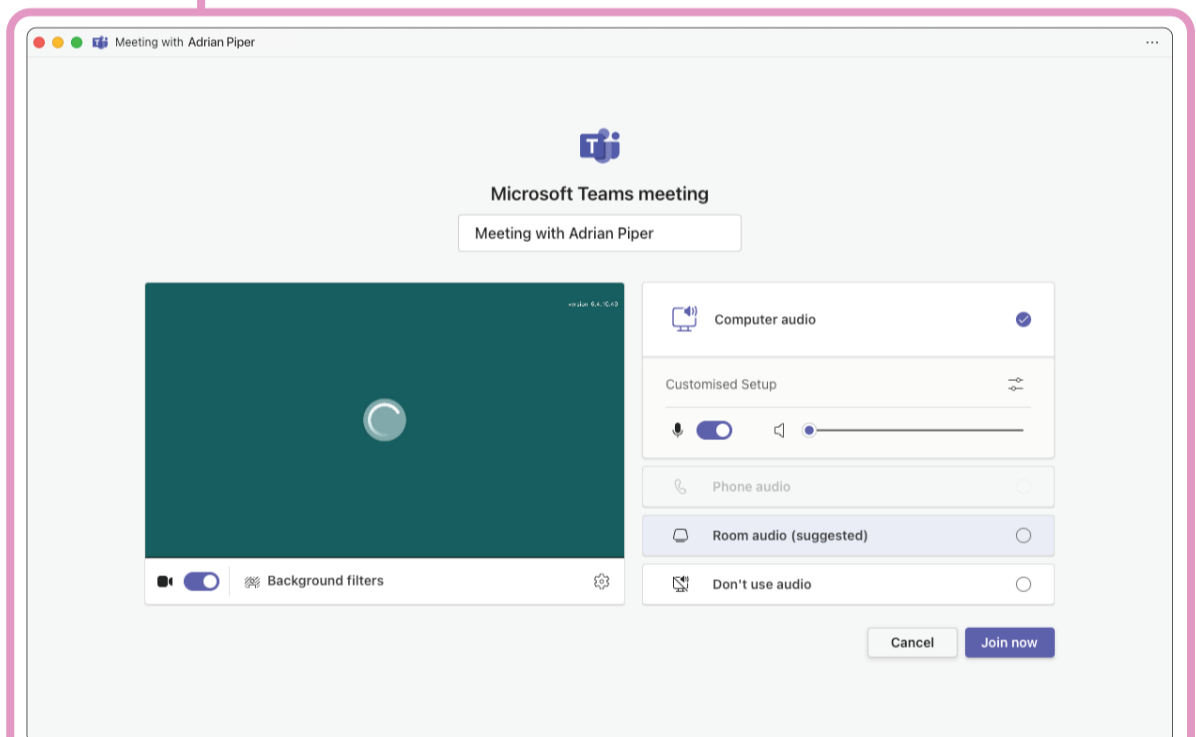 Meeting with Adrian Piper
Microsoft Teams meeting
Meeting with Adrian Piper
Computer audio
Customised Setup
Phone audio
Room audio (suggested)
Don't use audio
Background filters
Cancel
Join now